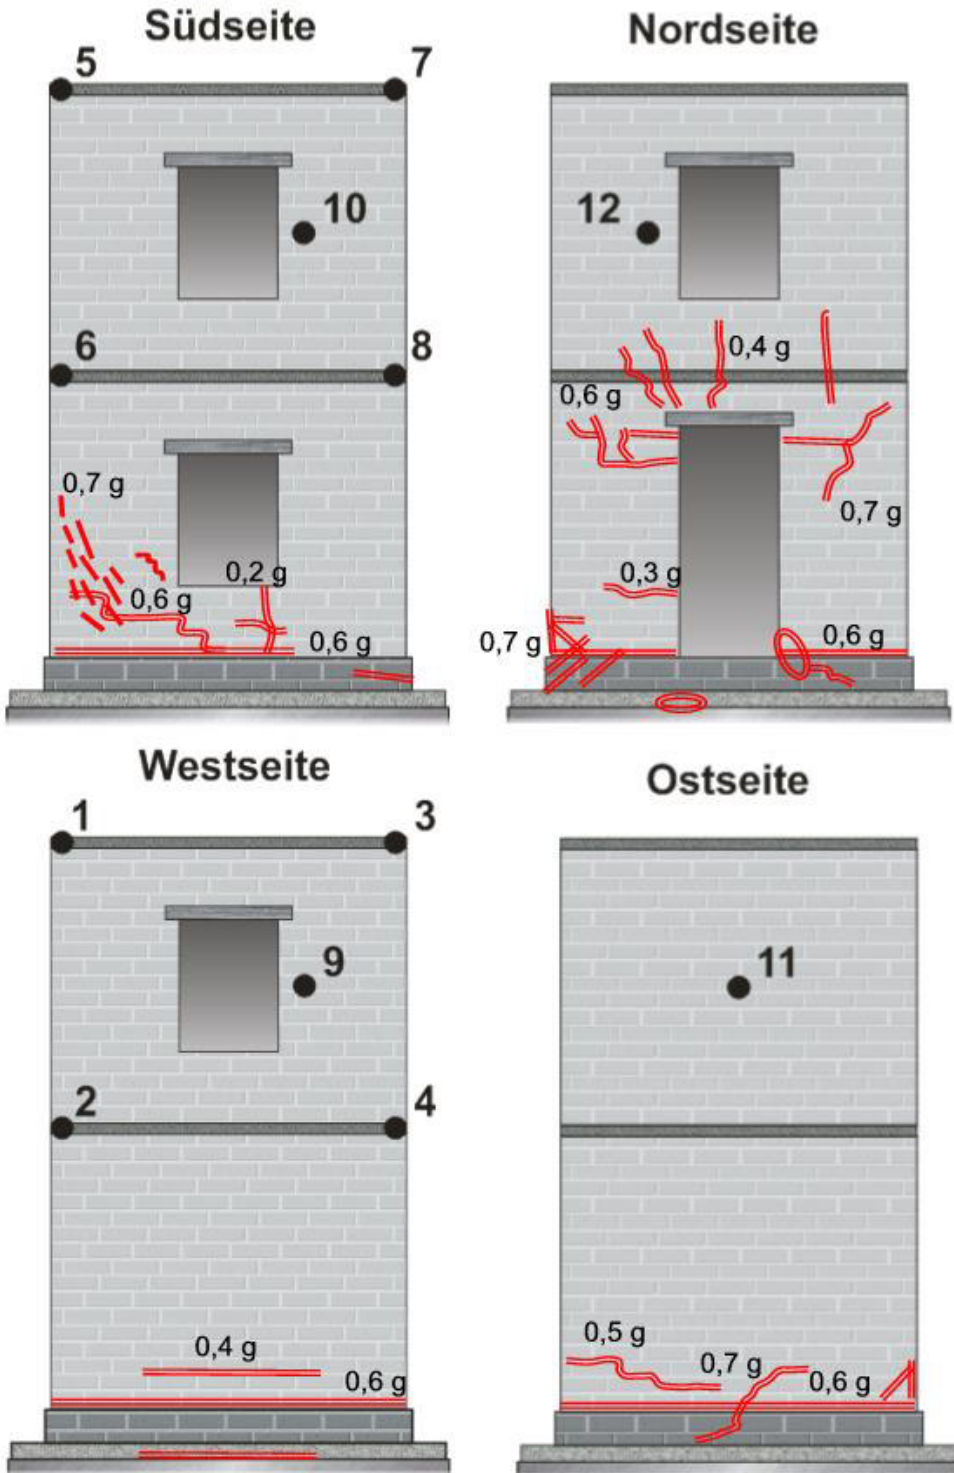 Südseite
5
7
10
6
8
0,7 g
0,2 g
0,6 g
0,6 g
Nordseite
12
0,4 g
0,6 g
0,7 g
0,3 g
0,7 g
0,6 g
Westseite
1
3
9
2
4
0,4 g
0,6 g
Ostseite
11
0,5 g
0,7 g
0,6 g